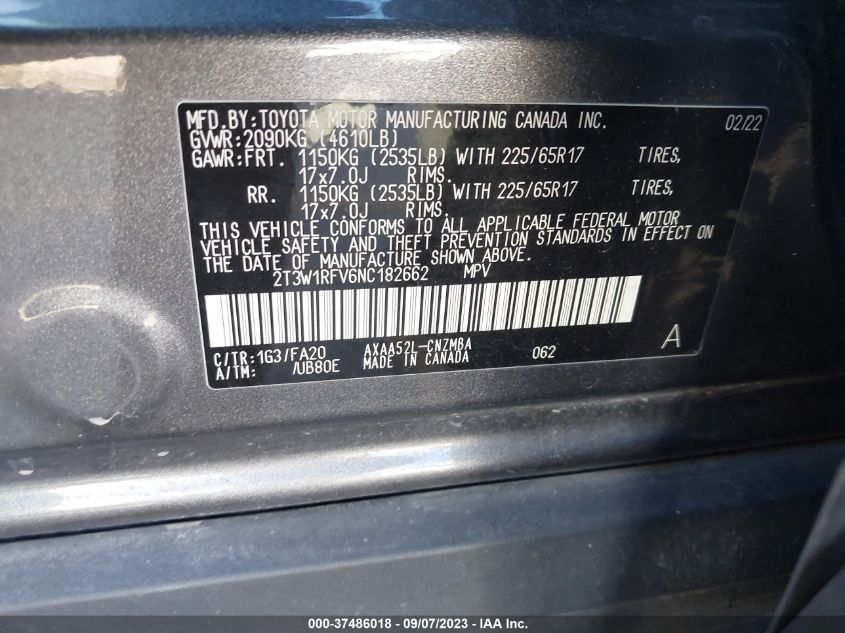 MFD.BY:TOYOTA MOTOR MANUFACTURING CANADA INC. 02/22
GVWR:2090KG (4610LB)
GAWR:FRT. 1150KG (2535LB) WITH 225/65R17 TIRES,
17x7.0J RIMS.
RR. 1150KG (2535LB) WITH 225/65R17 TIRES,
17x7.0J RIMS.
THIS VEHICLE CONFORMS TO ALL APPLICABLE FEDERAL MOTOR
VEHICLE SAFETY AND THEFT PREVENTION STANDARDS IN EFFECT ON
THE DATE OF MANUFACTURE SHOWN ABOVE.
2T3W1RFV6NC182662 MPV
C/TR:1G3/FA20 AXAA52L-CNZMBA 062 A
A/TM: /UB80E MADE IN CANADA
000-37486018 - 09/07/2023 - © IAA Holdings, Inc.